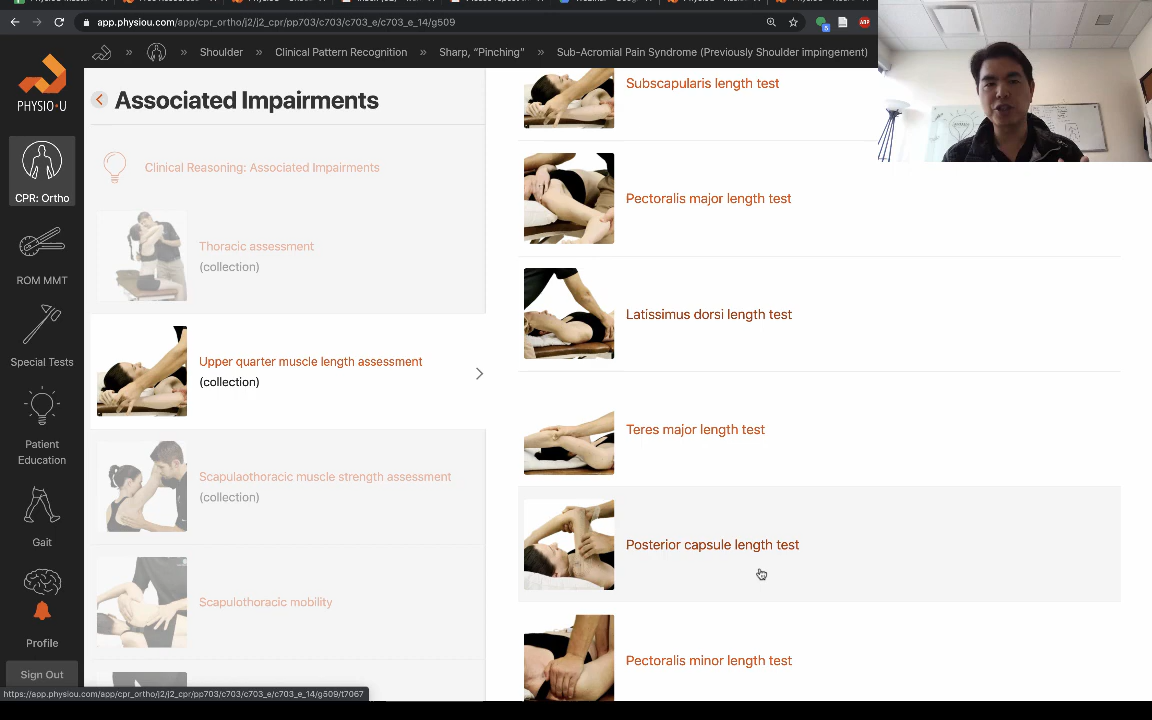 app.physiou.com/app/cpr_ortho/j2/j2_cpr/pp703/c703/c703_e/c703_e_14/g509
ABP
PHYSIOU
» » Shoulder » Clinical Pattern Recognition » Sharp, “Pinching” » Sub-Acromial Pain Syndrome (Previously Shoulder impingement)
CPR: Ortho
ROM MMT
Special Tests
Patient
Education
Gait
Profile
Sign Out
Associated Impairments
Clinical Reasoning: Associated Impairments
Thoracic assessment
(collection)
Upper quarter muscle length assessment
(collection)
Scapulaothoracic muscle strength assessment
(collection)
Scapulothoracic mobility
Subscapularis length test
Pectoralis major length test
Latissimus dorsi length test
Teres major length test
Posterior capsule length test
Pectoralis minor length test
https://app.physiou.com/app/cpr_ortho/j2/j2_cpr/pp703/c703/c703_e/c703_e_14/g509/t7067